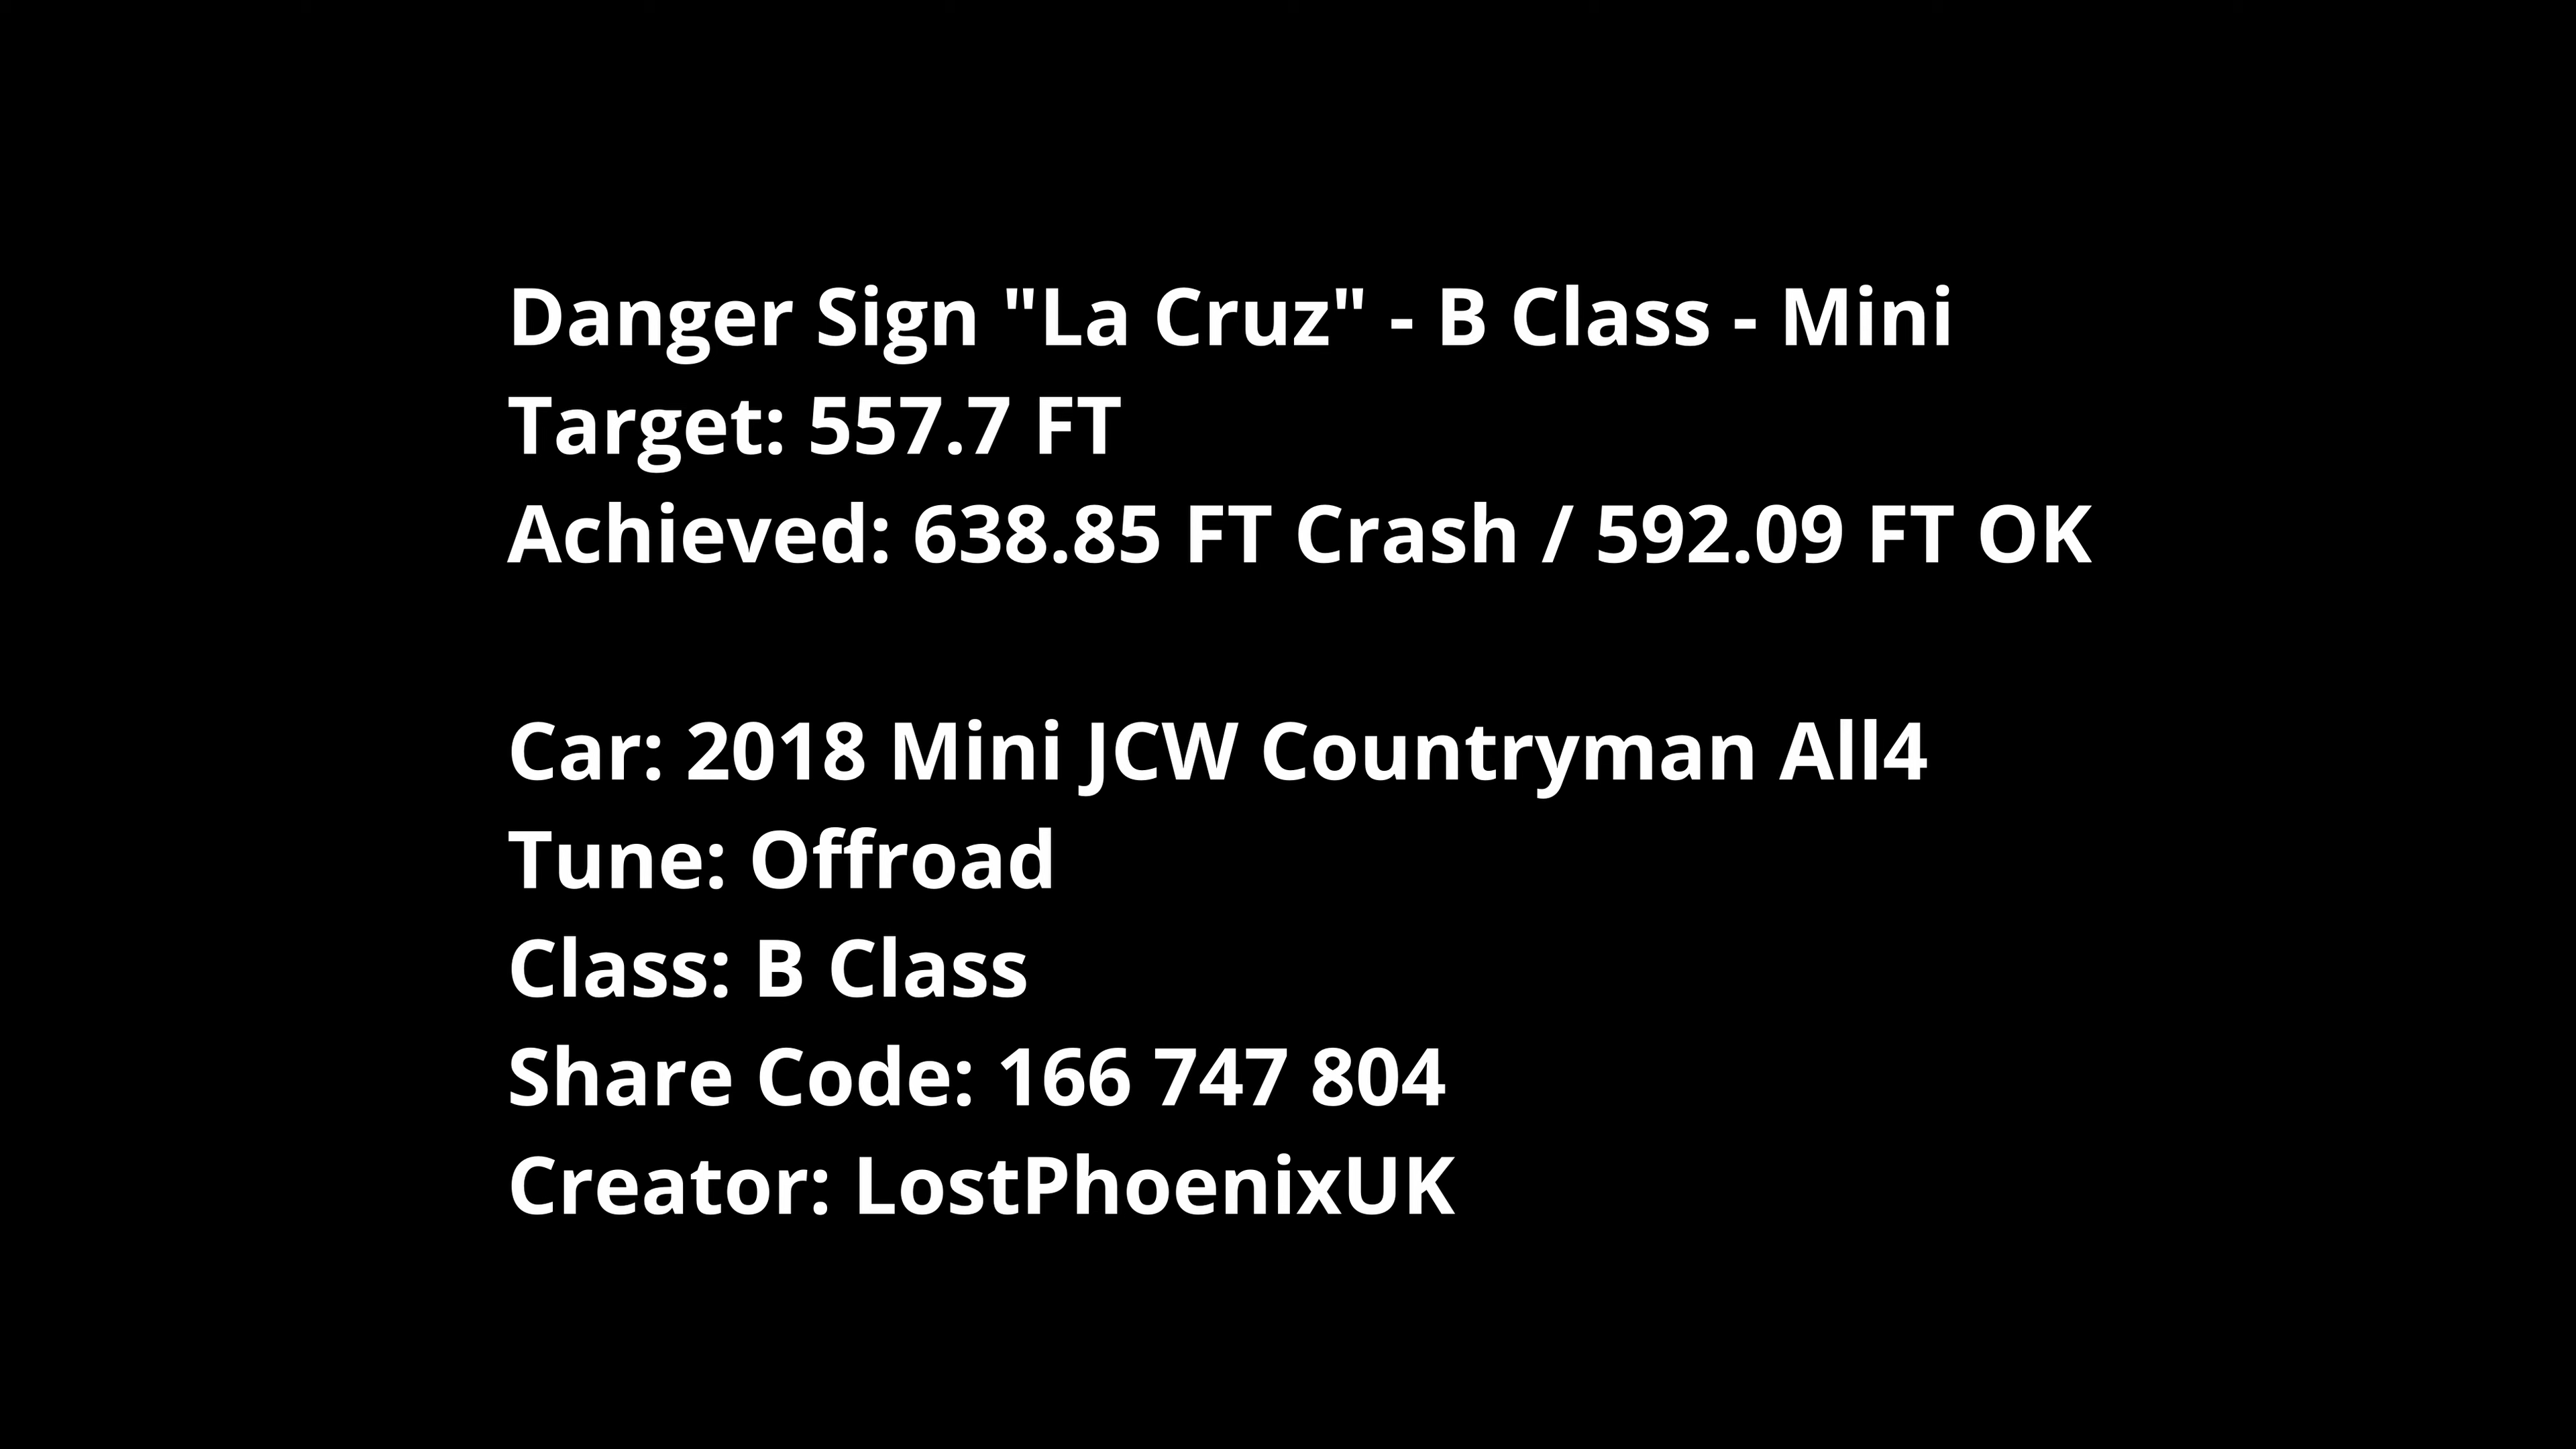 Danger Sign "La Cruz" - B Class - Mini
Target: 557.7 FT
Achieved: 638.85 FT Crash / 592.09 FT OK
Car: 2018 Mini JCW Countryman All4
Tune: Offroad
Class: B Class
Share Code: 166 747 804
Creator: LostPhoenixUK